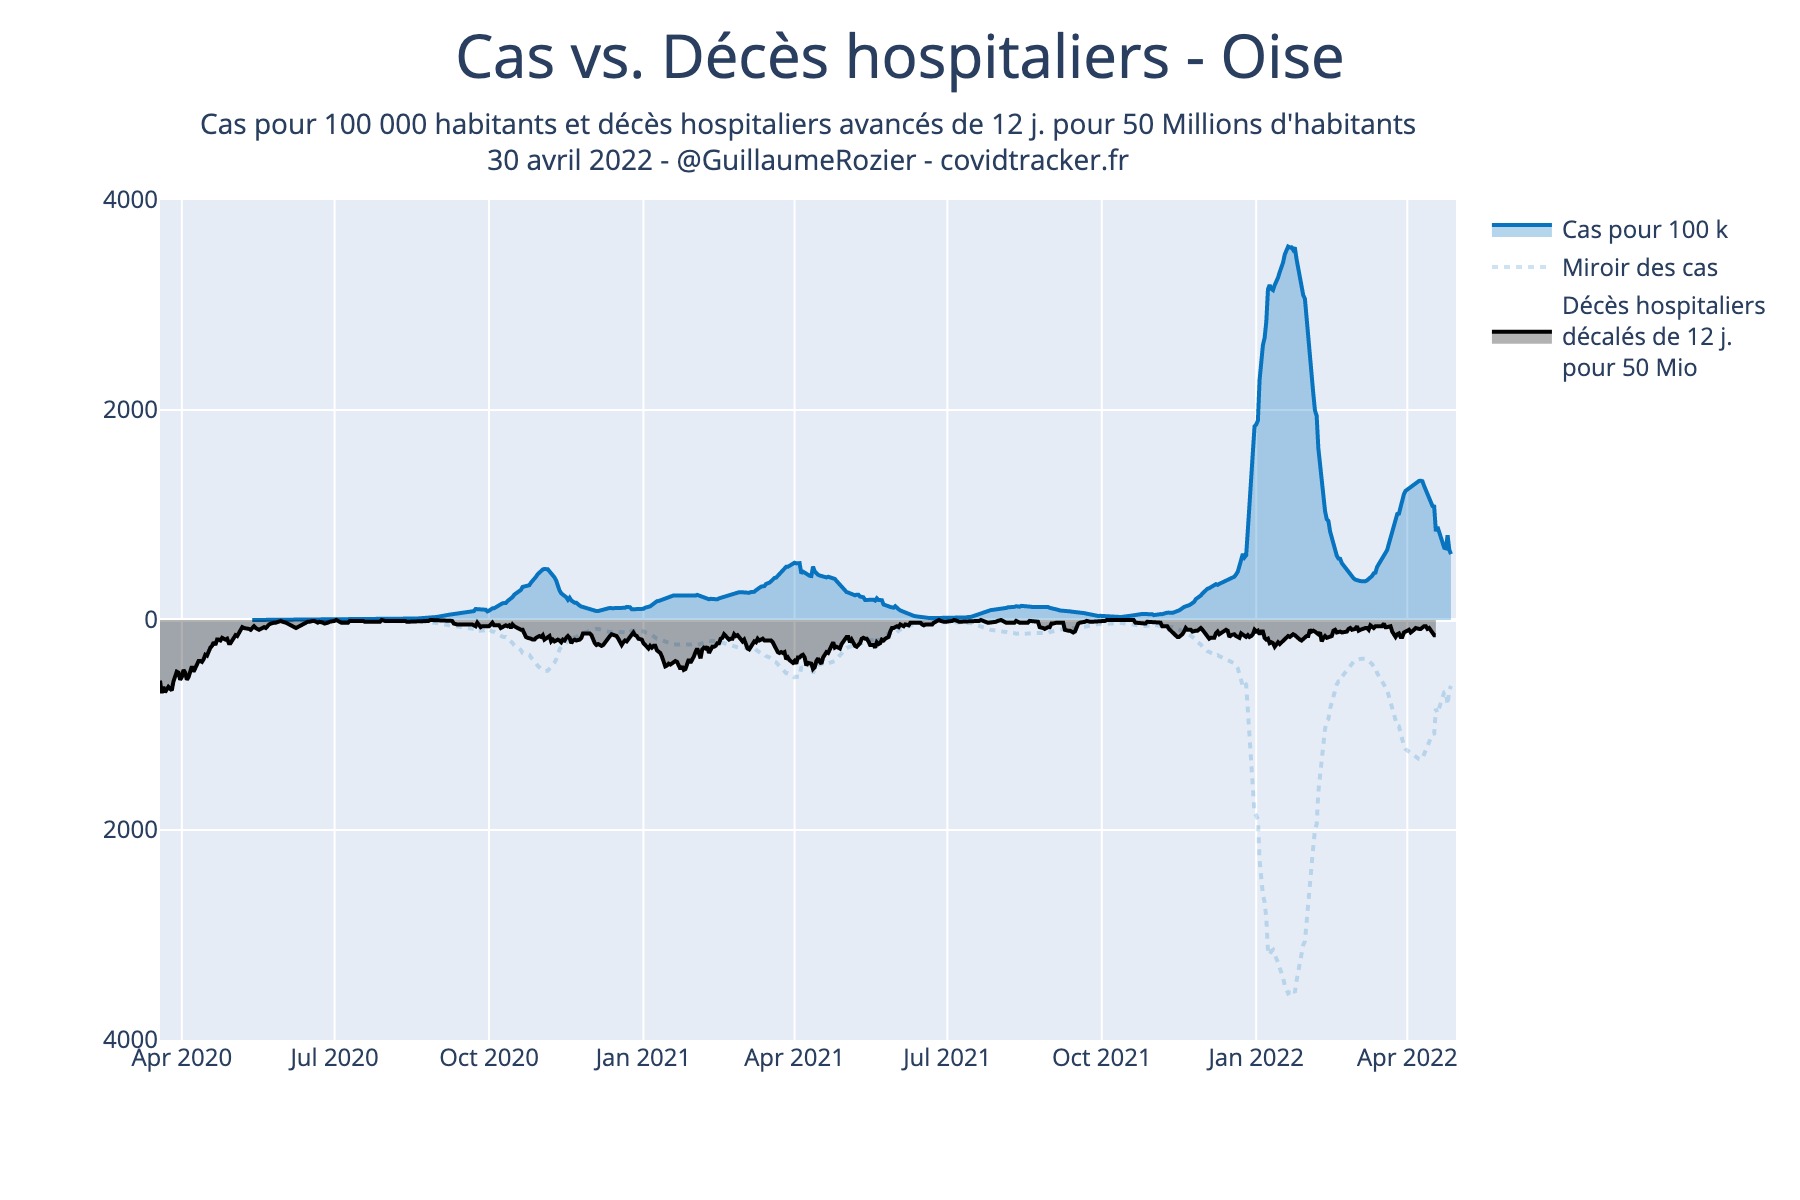 Cas vs. Décès hospitaliers - Oise
Cas pour 100 000 habitants et décès hospitaliers avancés de 12 j. pour 50 Millions d'habitants
30 avril 2022 - @GuillaumeRozier - covidtracker.fr
4000
2000
0
2000
4000
Apr 2020
Jul 2020
Oct 2020
Jan 2021
Apr 2021
Jul 2021
Oct 2021
Jan 2022
Apr 2022
Cas pour 100 k
Miroir des cas
Décès hospitaliers
décalés de 12 j.
pour 50 Mio